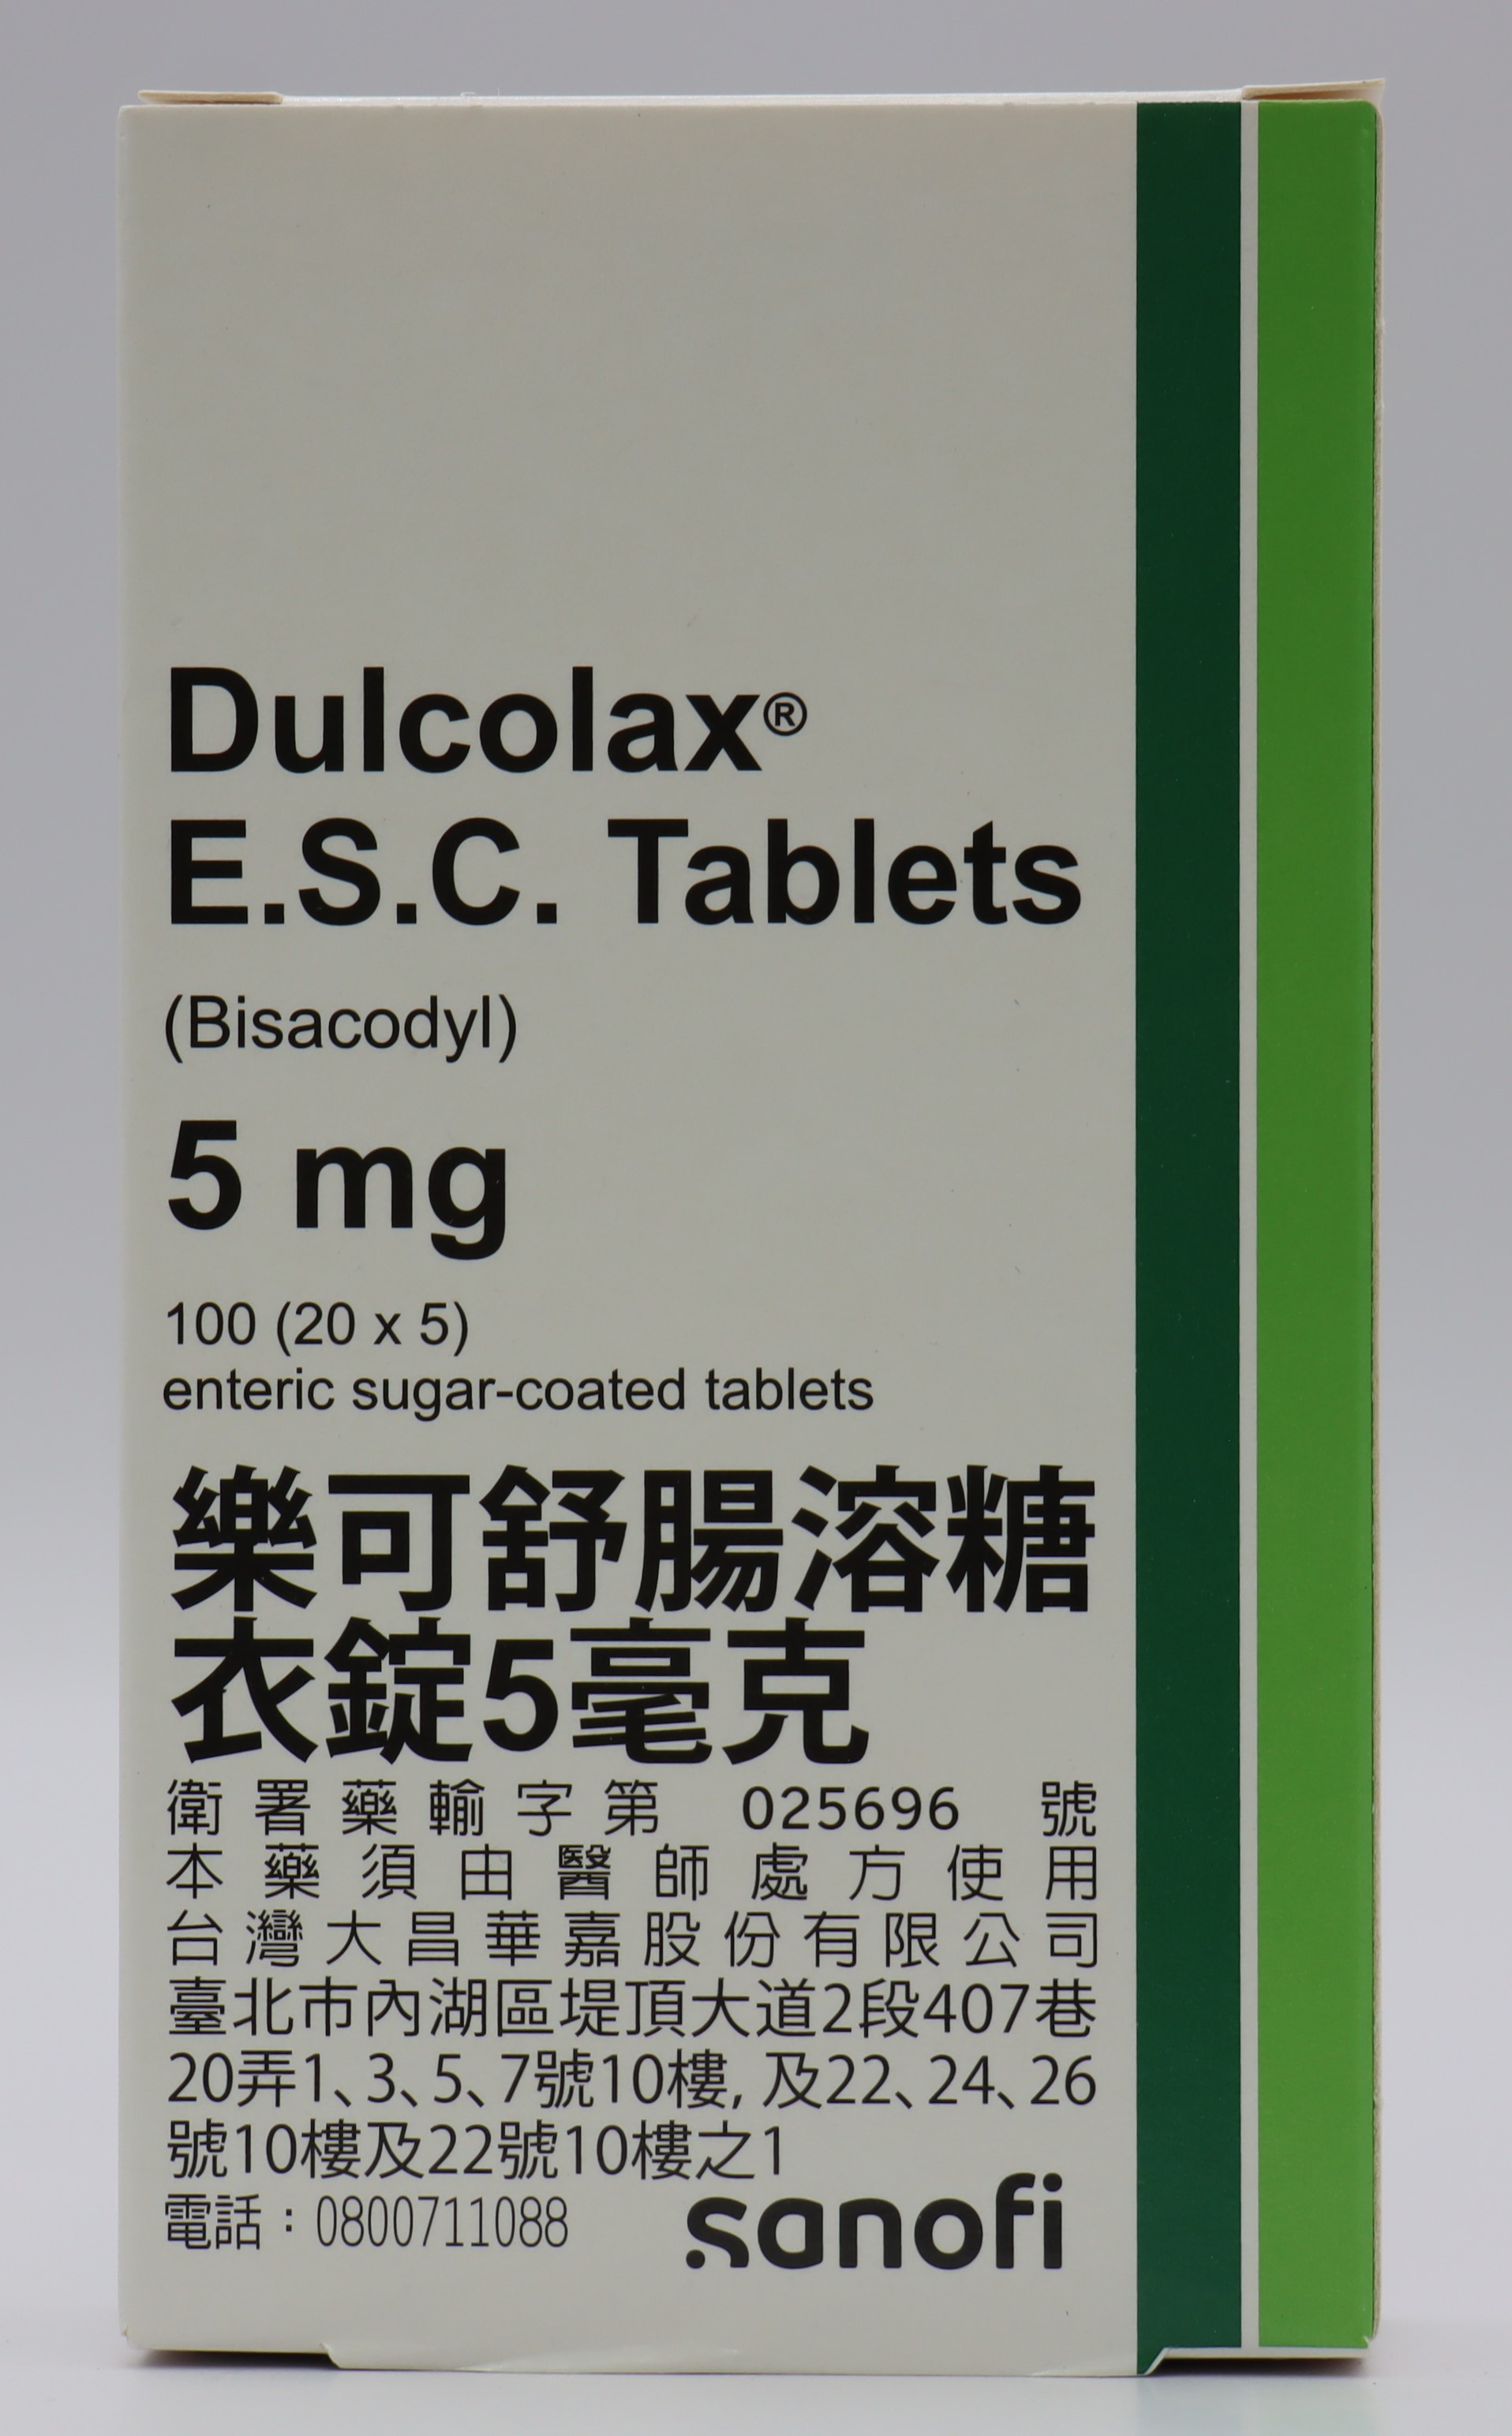 Dulcolax®
E.S.C. Tablets
(Bisacodyl)
5 mg
100 (20 x 5)
enteric sugar-coated tablets
樂可舒腸溶糖
衣錠5毫克
衛署藥輸字第 025696 號
本藥須由醫師處方使用
台灣大昌華嘉股份有限公司
臺北市內湖區堤頂大道2段407巷
20弄1、3、5、7號10樓, 及22、24、26
號10樓及22號10樓之1
電話：0800711088
sanofi